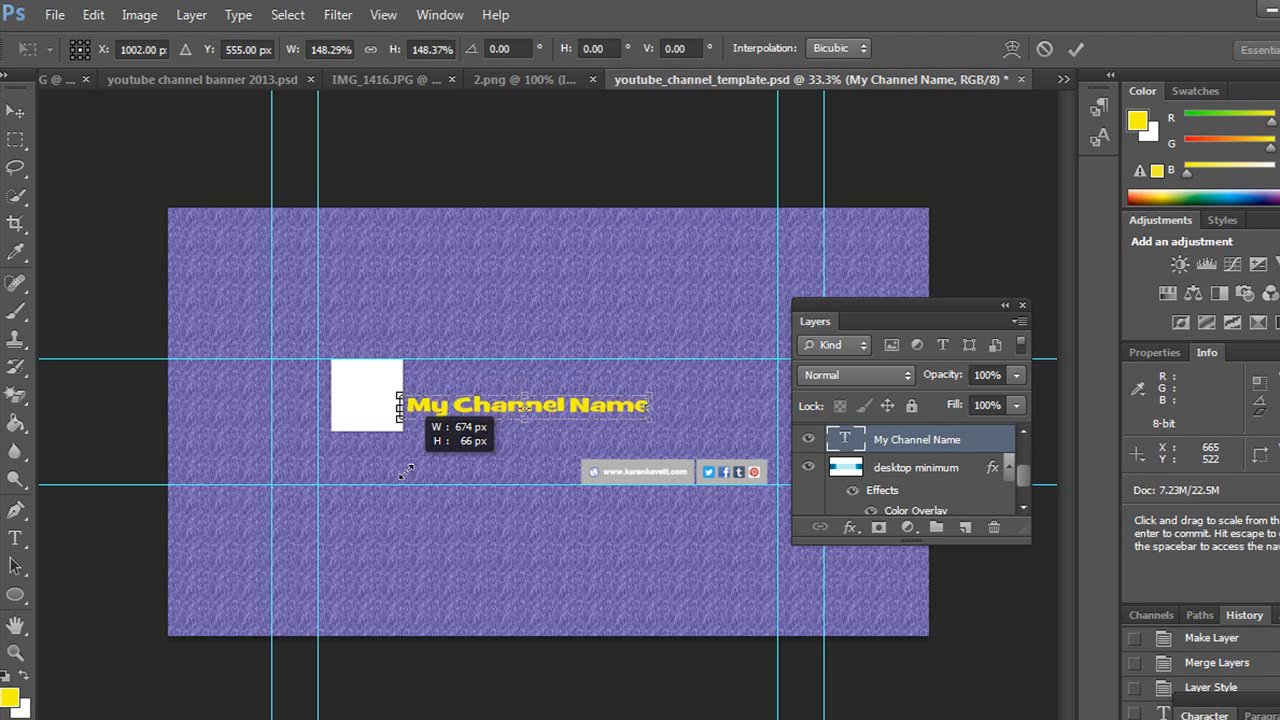 Ps File Edit Image Layer Type Select Filter View Window Help
X: 1002.00 p Y: 555.00 px W: 148.29% H: 148.37% 0.00 ° H: 0.00 ° V: 0.00 ° Interpolation: Bicubic Essentia
G @ ... × youtube channel banner 2013.psd × IMG_1416.JPG @ ... × 2.png @ 100% (l... × youtube_channel_template.psd @ 33.3% (My Channel Name, RGB/8) * ×
Color Swatches
R
G
B
Adjustments Styles
Add an adjustment
Layers
Kind
Normal Opacity: 100%
Lock: Fill: 100%
T My Channel Name
desktop minimum fx
Effects
Color Overlay
fx
My Channel Name
W: 674 px
H: 66 px
www.karenkavett.com
Properties Info
R :
G :
B :
8-bit
X : 665
Y : 522
Doc: 7.23M/22.5M
Click and drag to scale from the
enter to commit. Hit escape to
the spacebar to access the nav
Channels Paths History
Make Layer
Merge Layers
Layer Style
Character Paragr